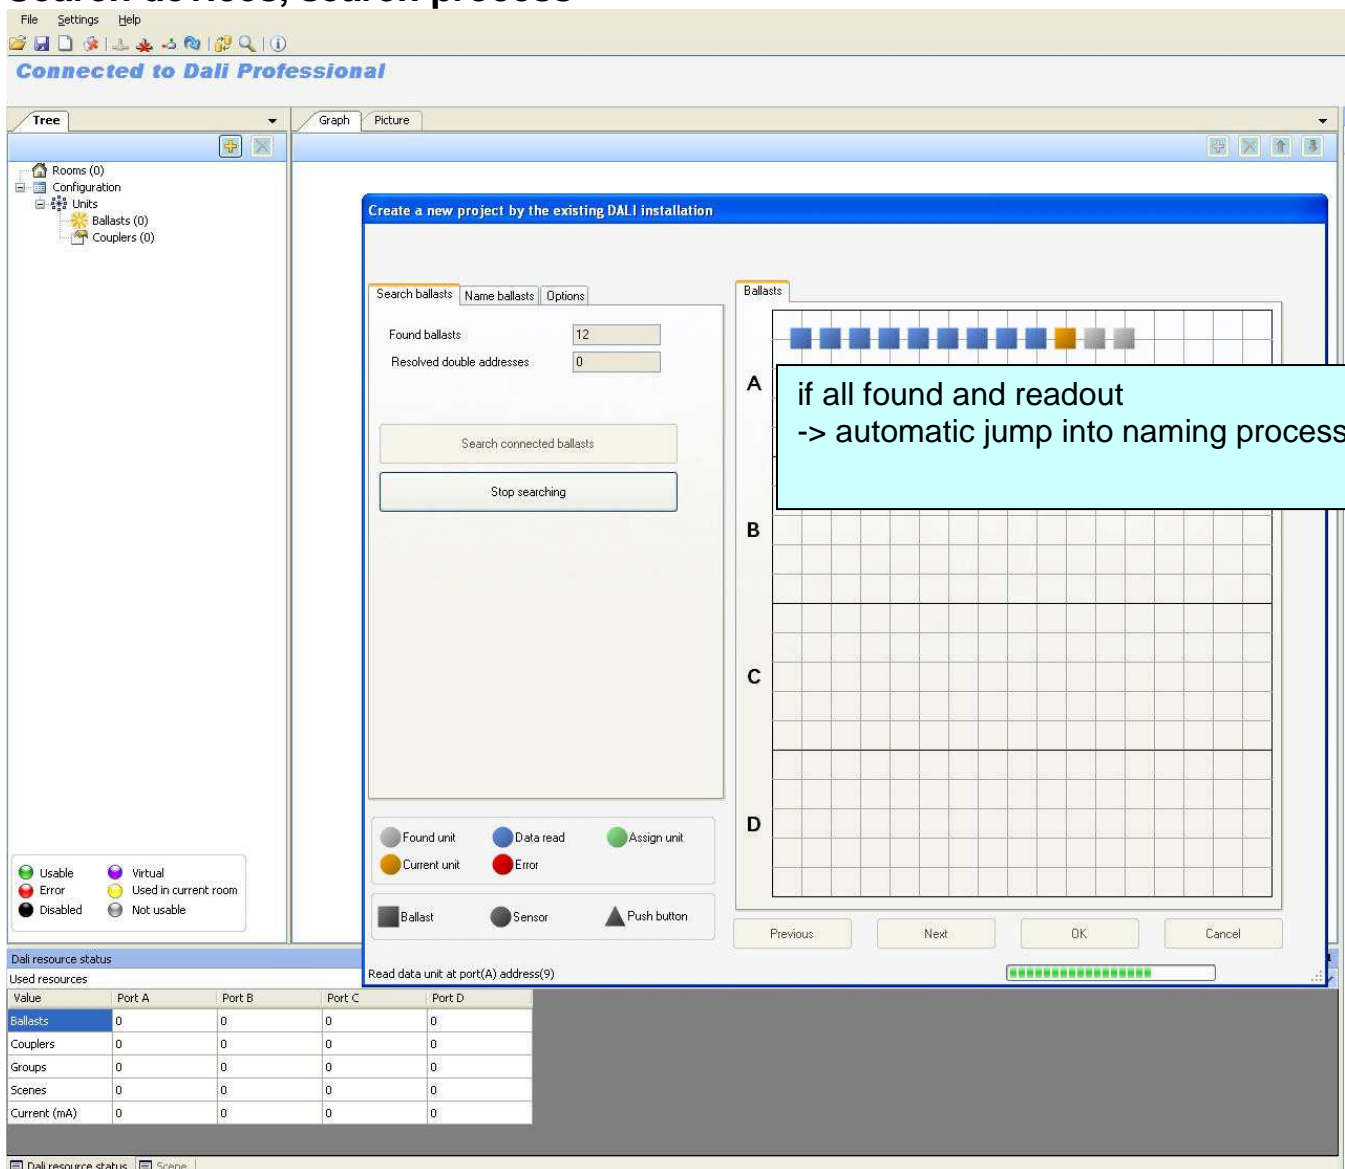 Search devices, search process
File Settings Help
Connected to Dali Professional
Tree
Graph Picture
Rooms (0)
Configuration
Units
Ballasts (0)
Couplers (0)
Create a new project by the existing DALI installation
Search ballasts Name ballasts Options
Found ballasts 12
Resolved double addresses 0
Search connected ballasts
Stop searching
Ballasts
A
if all found and readout
-> automatic jump into naming process
B
C
D
Found unit Data read Assign unit
Current unit Error
Ballast Sensor Push button
Previous Next OK Cancel
Read data unit at port(A) address(9)
Usable Virtual
Error Used in current room
Disabled Not usable
Dali resource status
Used resources
Value Port A Port B Port C Port D
Ballasts 0 0 0 0
Couplers 0 0 0 0
Groups 0 0 0 0
Scenes 0 0 0 0
Current (mA) 0 0 0 0
Dali resource status Scene